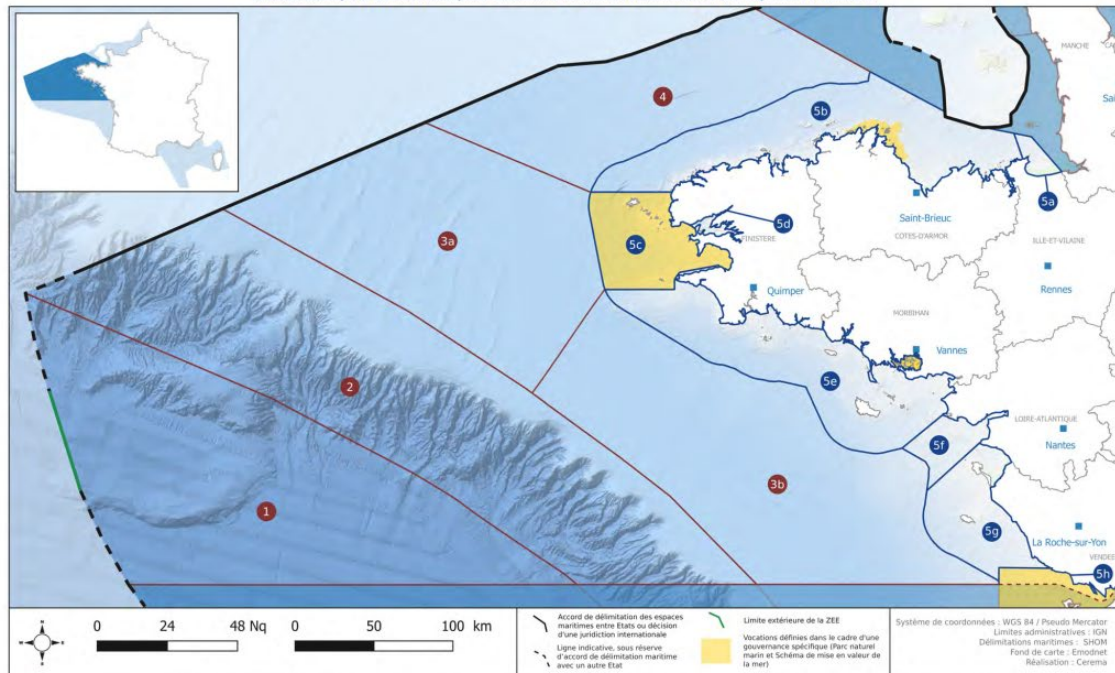 MANCHE
CA
Sai
4
5b
5a
3a
5c
5d
Saint-Brieuc
FINISTERE
COTES-D'ARMOR
ILLE-ET-VILAINE
Rennes
Quimper
MORBIHAN
Vannes
2
5e
LOIRE-ATLANTIQUE
5f
Nantes
1
3b
5g
La Roche-sur-Yon
VENDEE
5h
0 24 48 Nq
0 50 100 km
Accord de délimitation des espaces
maritimes entre Etats ou décision
d'une juridiction internationale
Ligne indicative, sous réserve
d'accord de délimitation maritime
avec un autre Etat
Limite extérieure de la ZEE
Vocations définies dans le cadre d'une
gouvernance spécifique (Parc naturel
marin et Schéma de mise en valeur de
la mer)
Système de coordonnées : WGS 84 / Pseudo Mercator
Limites administratives : IGN
Délimitations maritimes : SHOM
Fond de carte : Emodnet
Réalisation : Cerema